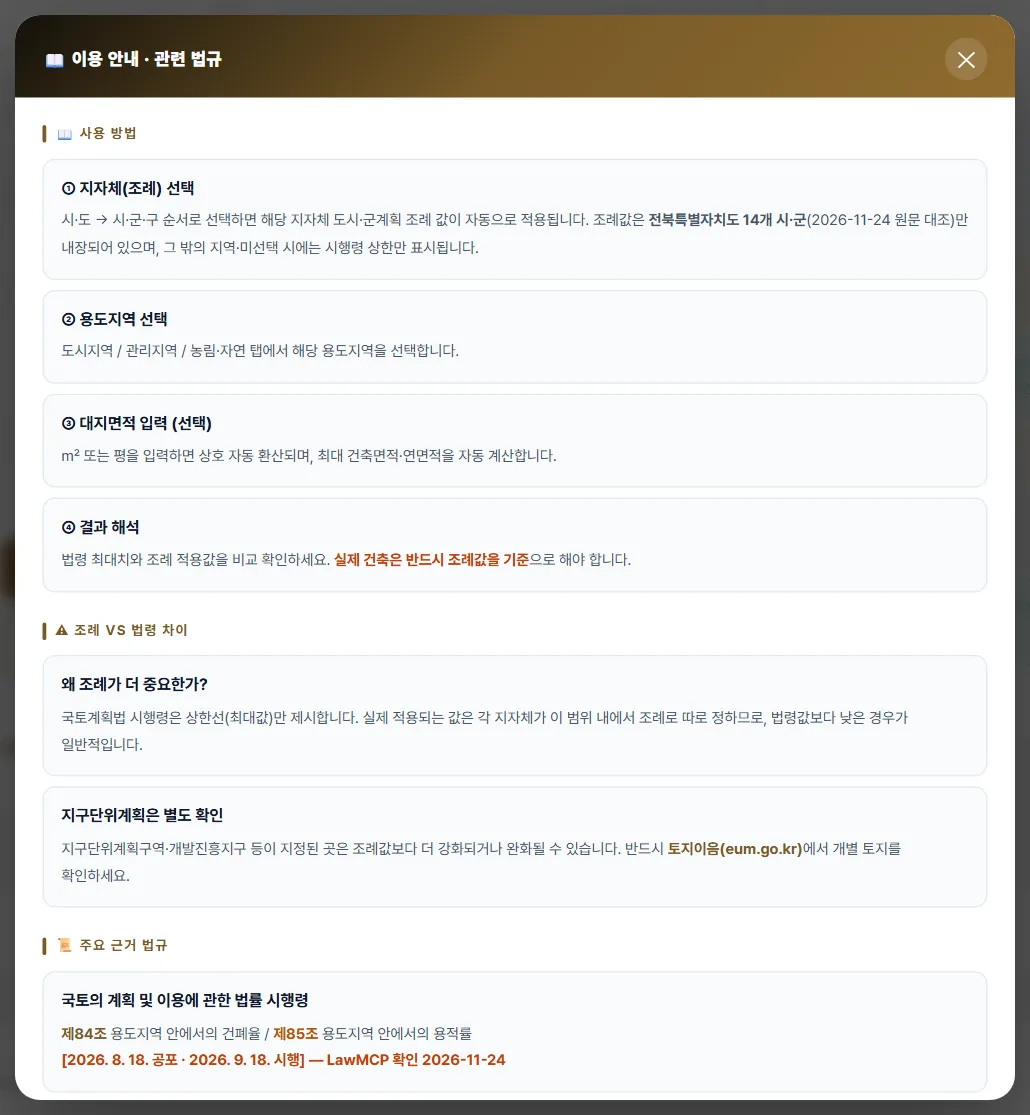 📖 이용 안내 · 관련 법규
📖 사용 방법
① 지자체(조례) 선택
시·도 → 시·군·구 순서로 선택하면 해당 지자체 도시·군계획 조례 값이 자동으로 적용됩니다. 조례값은 전북특별자치도 14개 시·군(2026-11-24 원문 대조)만
내장되어 있으며, 그 밖의 지역·미선택 시에는 시행령 상한만 표시됩니다.
② 용도지역 선택
도시지역 / 관리지역 / 농림·자연 탭에서 해당 용도지역을 선택합니다.
③ 대지면적 입력 (선택)
m² 또는 평을 입력하면 상호 자동 환산되며, 최대 건축면적·연면적을 자동 계산합니다.
④ 결과 해석
법령 최대치와 조례 적용값을 비교 확인하세요. 실제 건축은 반드시 조례값을 기준으로 해야 합니다.
⚠ 조례 VS 법령 차이
왜 조례가 더 중요한가?
국토계획법 시행령은 상한선(최대값)만 제시합니다. 실제 적용되는 값은 각 지자체가 이 범위 내에서 조례로 따로 정하므로, 법령값보다 낮은 경우가
일반적입니다.
지구단위계획은 별도 확인
지구단위계획구역·개발진흥지구 등이 지정된 곳은 조례값보다 더 강화되거나 완화될 수 있습니다. 반드시 토지이음(eum.go.kr)에서 개별 토지를
확인하세요.
📜 주요 근거 법규
국토의 계획 및 이용에 관한 법률 시행령
제84조 용도지역 안에서의 건폐율 / 제85조 용도지역 안에서의 용적률
[2026. 8. 18. 공포 · 2026. 9. 18. 시행] — LawMCP 확인 2026-11-24